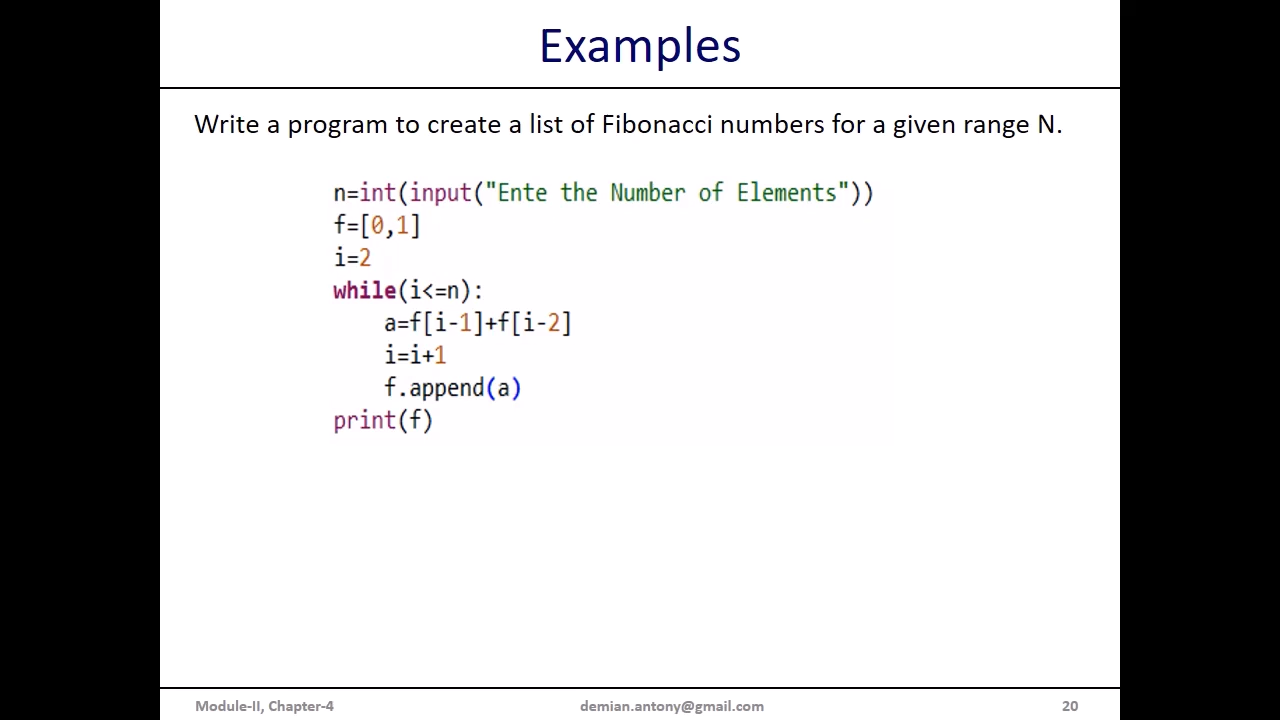 Examples
Write a program to create a list of Fibonacci numbers for a given range N.
n=int(input("Ente the Number of Elements"))
f=[0,1]
i=2
while(i<=n):
    a=f[i-1]+f[i-2]
    i=i+1
    f.append(a)
print(f)
Module-II, Chapter-4 demian.antony@gmail.com 20